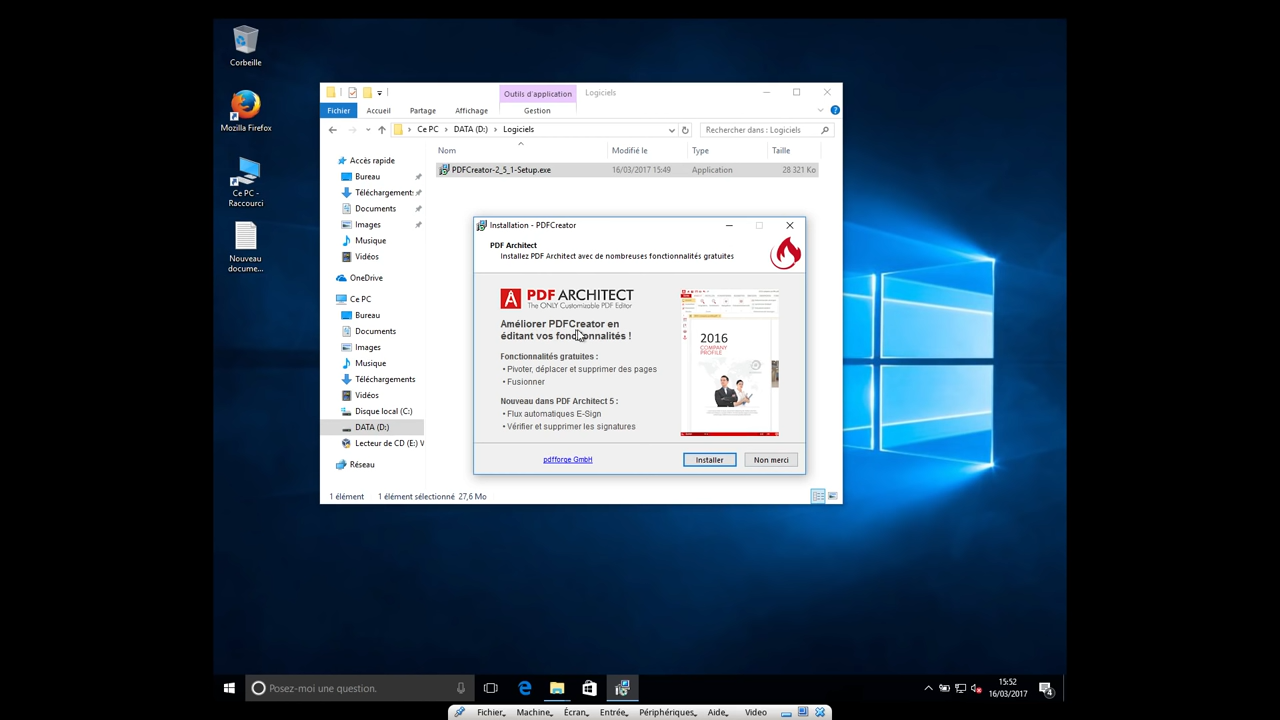 Corbeille
Mozilla Firefox
Ce PC -
Raccourci
Nouveau
docume...
Outils d'application
Logiciels
Fichier
Accueil
Partage
Affichage
Gestion
Ce PC
DATA (D:)
Logiciels
Rechercher dans : Logiciels
Nom
Modifié le
Type
Taille
PDFCreator-2_5_1-Setup.exe
16/03/2017 15:49
Application
28 321 Ko
Accès rapide
Bureau
Téléchargements
Documents
Images
Musique
Vidéos
OneDrive
Ce PC
Bureau
Documents
Images
Musique
Téléchargements
Vidéos
Disque local (C:)
DATA (D:)
Lecteur de CD (E:) V
Réseau
1 élément
1 élément sélectionné 27,6 Mo
Installation - PDFCreator
PDF Architect
Installez PDF Architect avec de nombreuses fonctionnalités gratuites
PDF ARCHITECT
The ONLY Customizable PDF Editor
Améliorer PDFCreator en
éditant vos fonctionnalités !
Fonctionnalités gratuites :
• Pivoter, déplacer et supprimer des pages
• Fusionner
Nouveau dans PDF Architect 5 :
• Flux automatiques E-Sign
• Vérifier et supprimer les signatures
2016
COMPANY
PROFILE
pdfforge GmbH
Installer
Non merci
Posez-moi une question.
15:52
16/03/2017
4
Fichier
Machine
Écran
Entrée
Périphériques
Aide
Video